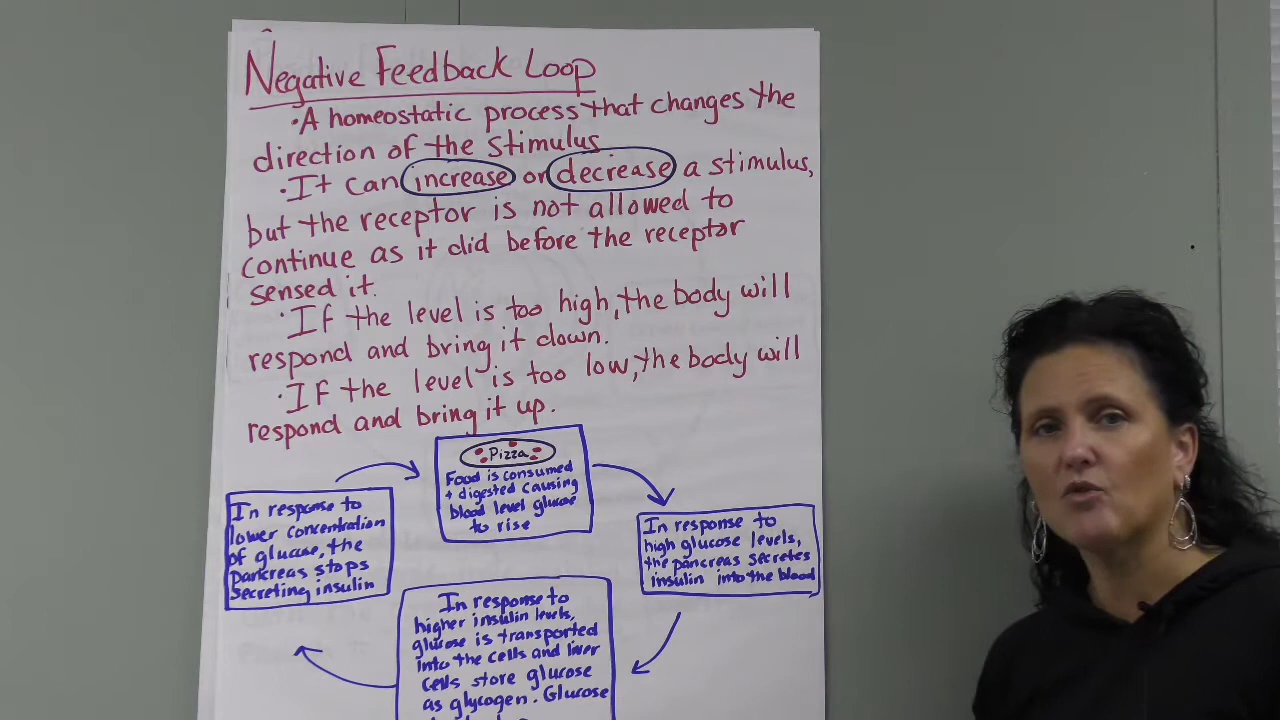 Negative Feedback Loop
·A homeostatic process that changes the
direction of the stimulus
·It can increase or decrease a stimulus,
but the receptor is not allowed to
continue as it did before the receptor
sensed it.
·If the level is too high, the body will
respond and bring it down.
·If the level is too low, the body will
respond and bring it up.
Pizza
Food is consumed
+ digested causing
blood level glucose
to rise
In response to
high glucose levels,
the pancreas secretes
insulin into the blood
In response to
higher insulin levels,
glucose is transported
into the cells and liver
cells store glucose
as glycogen. Glucose
In response to
lower concentration
of glucose, the
pancreas stops
secreting insulin